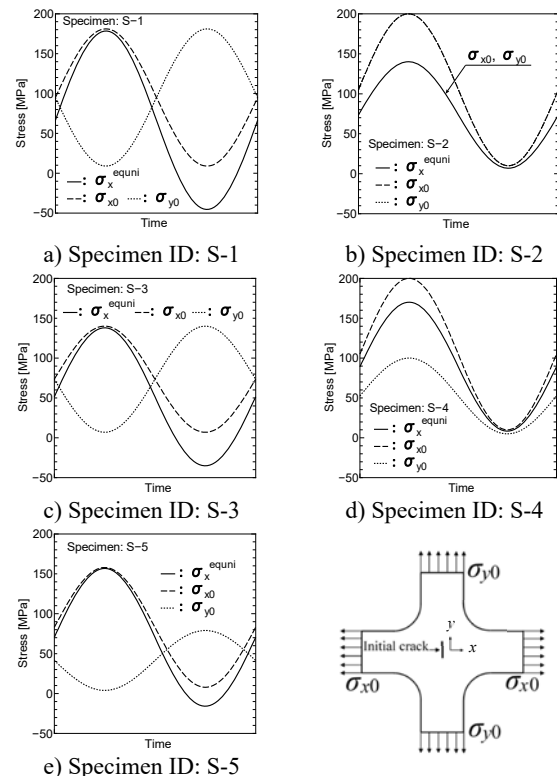 Specimen: S−1
Stress [MPa]
200
150
100
50
0
−50
: σx equni
: σx0 : σy0
Time
a) Specimen ID: S-1
Stress [MPa]
200
150
100
50
0
−50
σx0, σy0
Specimen: S−2
: σx equni
: σx0
: σy0
Time
b) Specimen ID: S-2
Specimen: S−3
: σx equni : σx0 : σy0
Stress [MPa]
200
150
100
50
0
−50
Time
c) Specimen ID: S-3
Stress [MPa]
200
150
100
50
0
−50
Specimen: S−4
: σx equni
: σx0
: σy0
Time
d) Specimen ID: S-4
Specimen: S−5
: σx equni
: σx0
: σy0
Stress [MPa]
200
150
100
50
0
−50
Time
e) Specimen ID: S-5
σy0
y
Initial crack
x
σx0 σx0
σy0